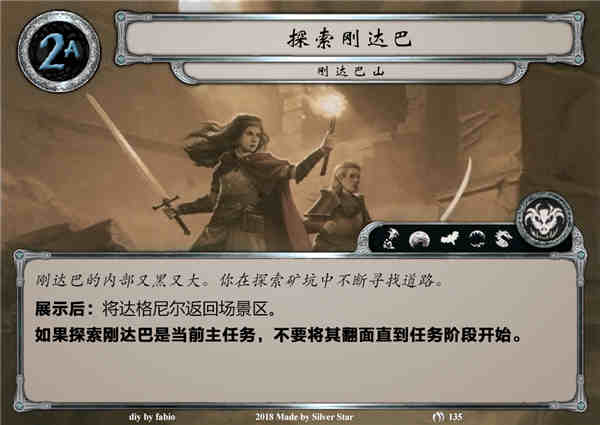 2A
探索刚达巴
刚达巴山
刚达巴的内部又黑又大。你在探索矿坑中不断寻找道路。
展示后：将达格尼尔返回场景区。
如果探索刚达巴是当前主任务，不要将其翻面直到任务阶段开始。
diy by fabio 2018 Made by Silver Star 135